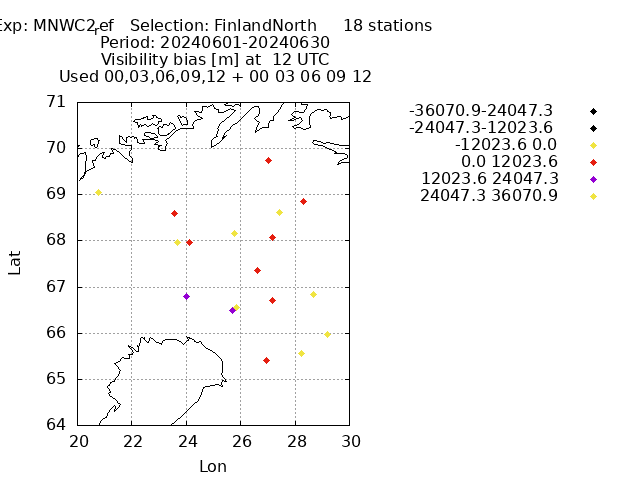 Exp: MNWC2ref   Selection: FinlandNorth     18 stations
Period: 20240601-20240630
Visibility bias [m] at  12 UTC
Used 00,03,06,09,12 + 00 03 06 09 12
-36070.9-24047.3
-24047.3-12023.6
-12023.6 0.0
0.0 12023.6
12023.6 24047.3
24047.3 36070.9
71
70
69
68
67
66
65
64
Lat
20 22 24 26 28 30
Lon